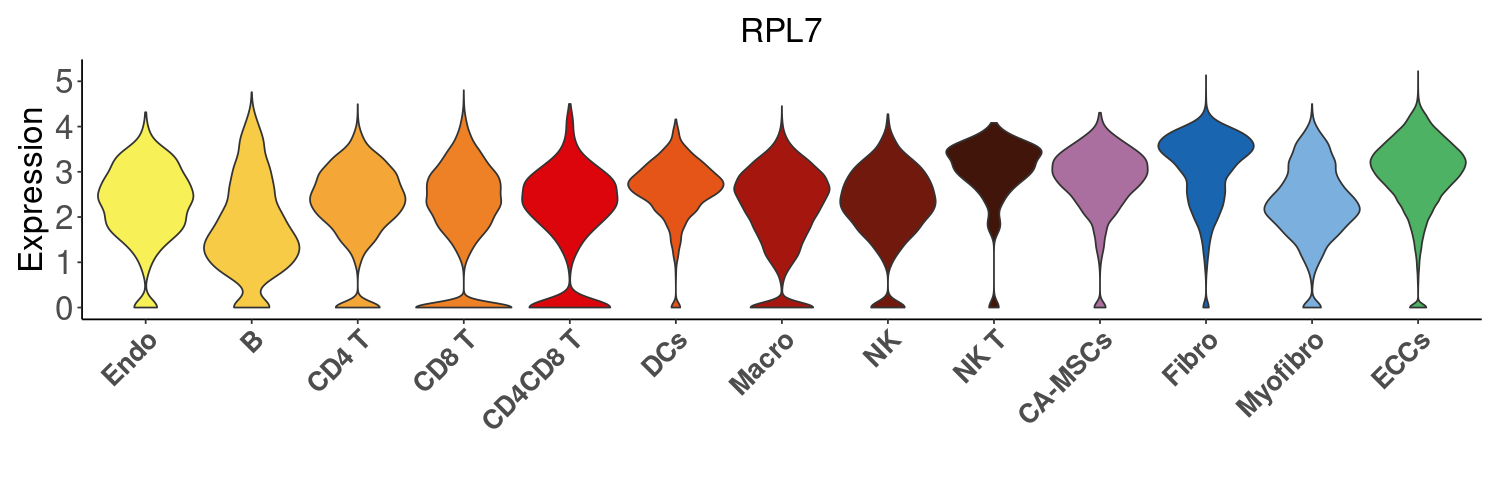 RPL7
Expression
5
4
3
2
1
0
Endo
B
CD4 T
CD8 T
CD4CD8 T
DCs
Macro
NK
NK T
CA-MSCs
Fibro
Myofibro
ECCs